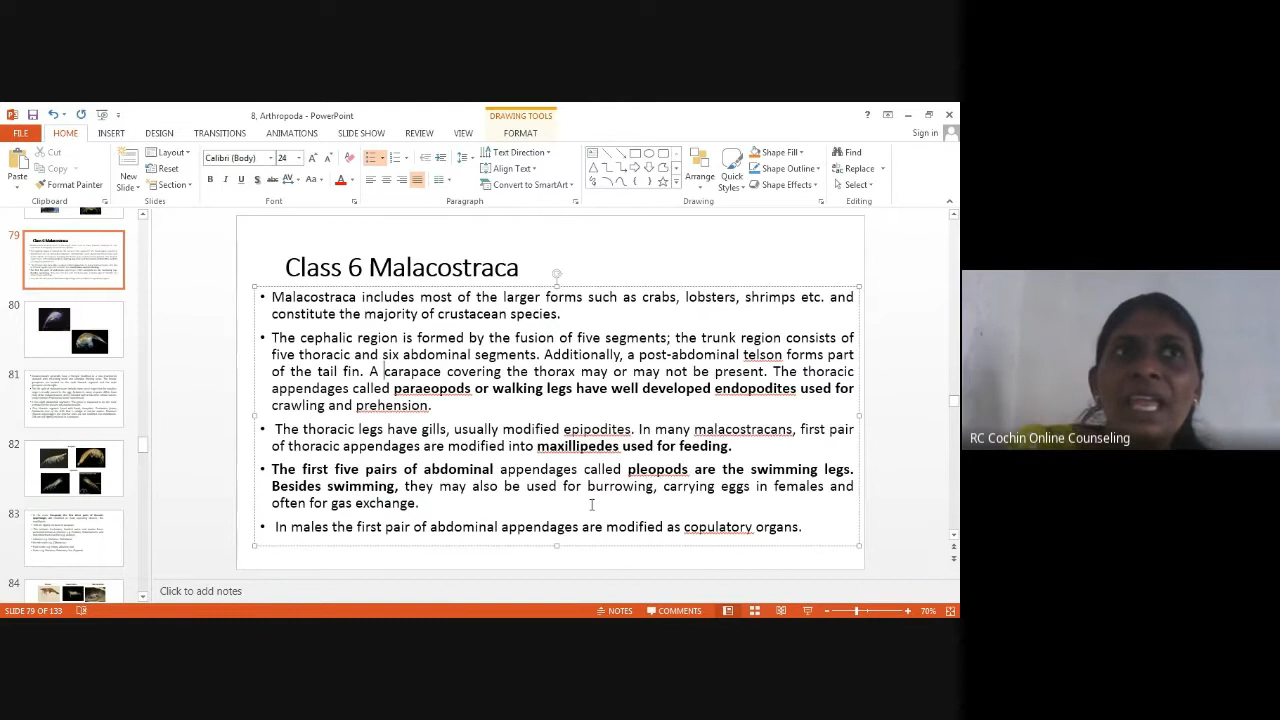 8, Arthropoda - PowerPoint
DRAWING TOOLS
FILE HOME INSERT DESIGN TRANSITIONS ANIMATIONS SLIDE SHOW REVIEW VIEW FORMAT
Sign in
Paste
Cut
Copy
Format Painter
Clipboard
New
Slide
Layout
Reset
Section
Slides
Calibri (Body) 24
Font
Text Direction
Align Text
Convert to SmartArt
Paragraph
Arrange
Quick
Styles
Shape Fill
Shape Outline
Shape Effects
Drawing
Find
Replace
Select
Editing
79
80
81
82
83
84
Class 6 Malacostraca
• Malacostraca includes most of the larger forms such as crabs, lobsters, shrimps etc. and
constitute the majority of crustacean species.
• The cephalic region is formed by the fusion of five segments; the trunk region consists of
five thoracic and six abdominal segments. Additionally, a post-abdominal telson forms part
of the tail fin. A carapace covering the thorax may or may not be present. The thoracic
appendages called paraeopods or walking legs have well developed endopodites used for
crawling and prehension.
• The thoracic legs have gills, usually modified epipodites. In many malacostracans, first pair
of thoracic appendages are modified into maxillipedes used for feeding.
• The first five pairs of abdominal appendages called pleopods are the swimming legs.
Besides swimming, they may also be used for burrowing, carrying eggs in females and
often for gas exchange.
• In males the first pair of abdominal appendages are modified as copulatory orans.
Click to add notes
SLIDE 79 OF 133
NOTES COMMENTS 70%
RC Cochin Online Counseling